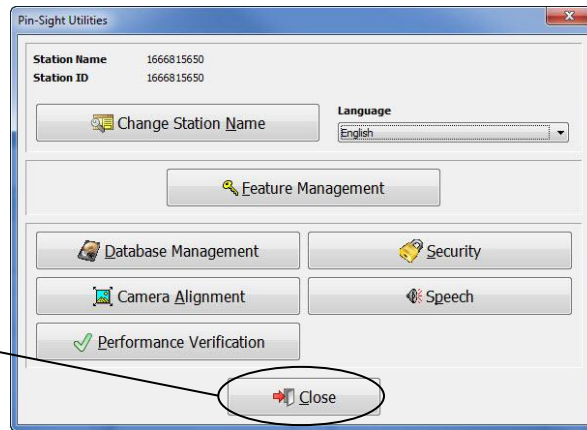 Pin-Sight Utilities
Station Name 1666815650
Station ID 1666815650
Change Station Name
Language
English
Feature Management
Database Management
Security
Camera Alignment
Speech
Performance Verification
Close